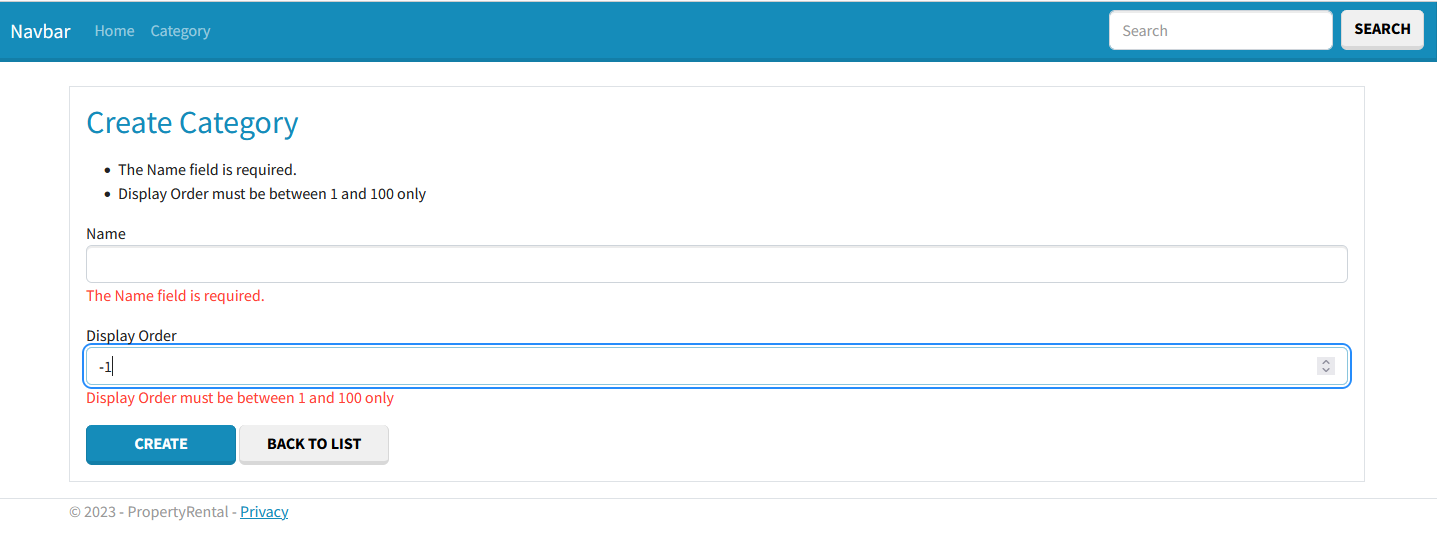 Navbar Home Category Search SEARCH
Create Category
• The Name field is required.
• Display Order must be between 1 and 100 only
Name
The Name field is required.
Display Order
-1
Display Order must be between 1 and 100 only
CREATE BACK TO LIST
© 2023 - PropertyRental - Privacy